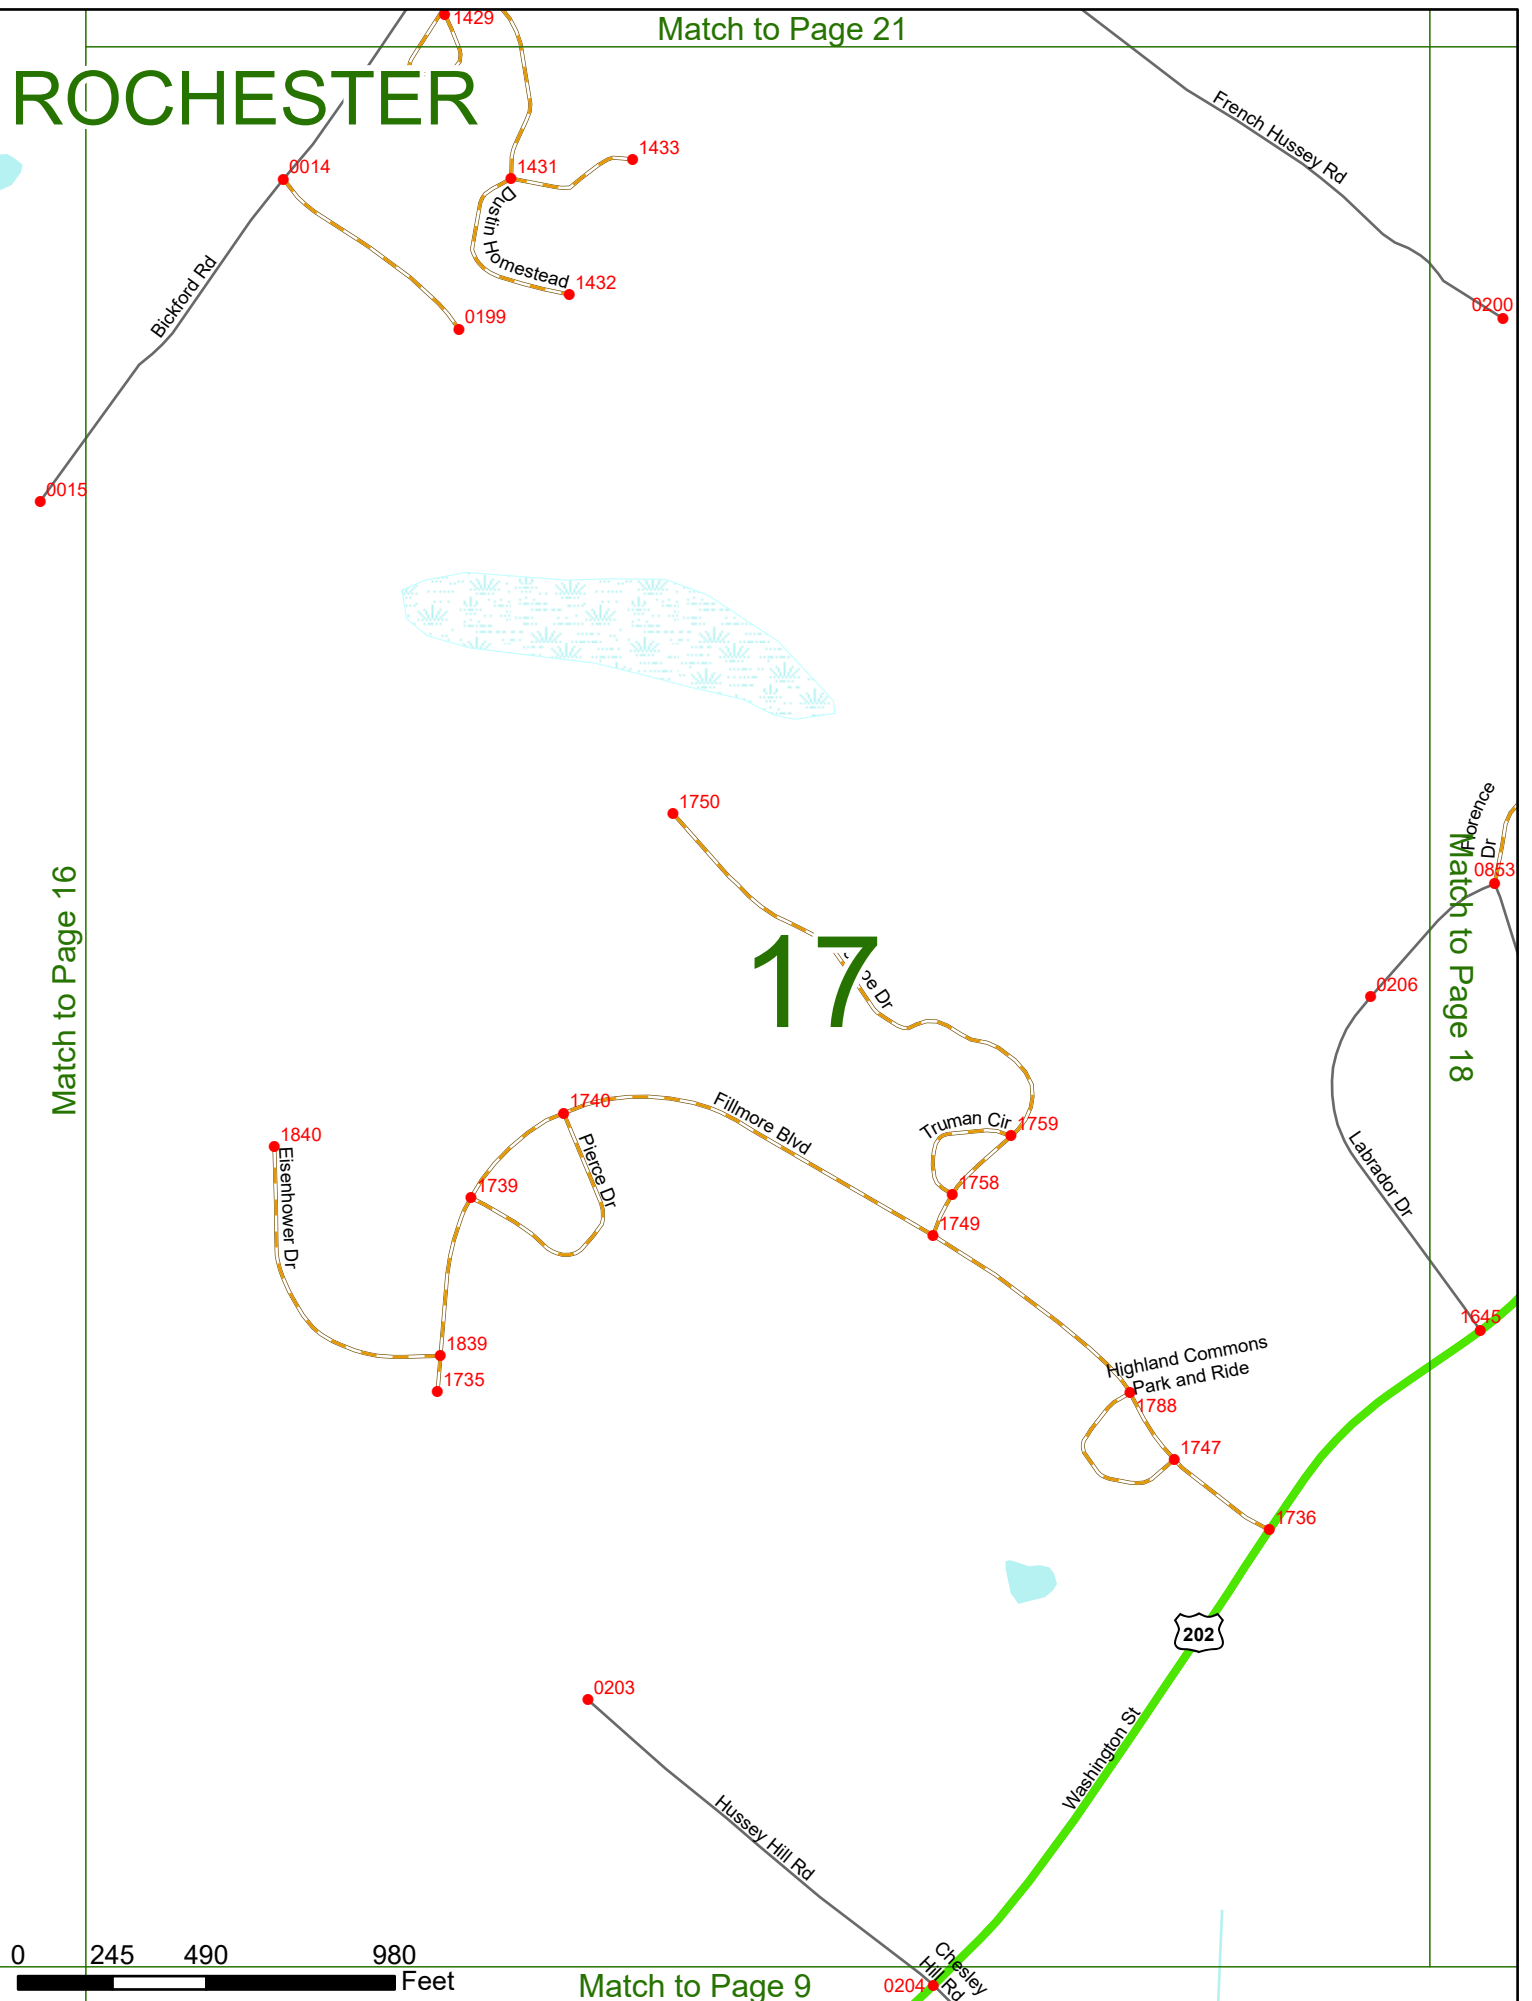 1429
Match to Page 21
ROCHESTER
French Hussey Rd
1433
0014
1431
Dustin Homestead
Bickford Rd
1432
0199
0200
0015
1750
Florence
Dr
Match to Page 16
17
Dr
0853
Match to Page 18
0206
1740
Fillmore Blvd
Truman Cir
1759
1840
Eisenhower Dr
Pierce Dr
Labrador Dr
1739
1758
1749
1645
1839
1735
Highland Commons
Park and Ride
1788
1747
1736
202
0203
Washington St
Hussey Hill Rd
Chesley
Hill Rd
0204
0 245 490 980
Feet
Match to Page 9